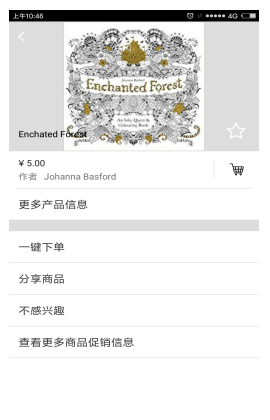 上午10:46
4G
Johanna Basford
Enchanted Forest
An Inky Quest &
Colouring Book
Enchated Forest
¥ 5.00
作者 Johanna Basford
更多产品信息
一键下单
分享商品
不感兴趣
查看更多商品促销信息